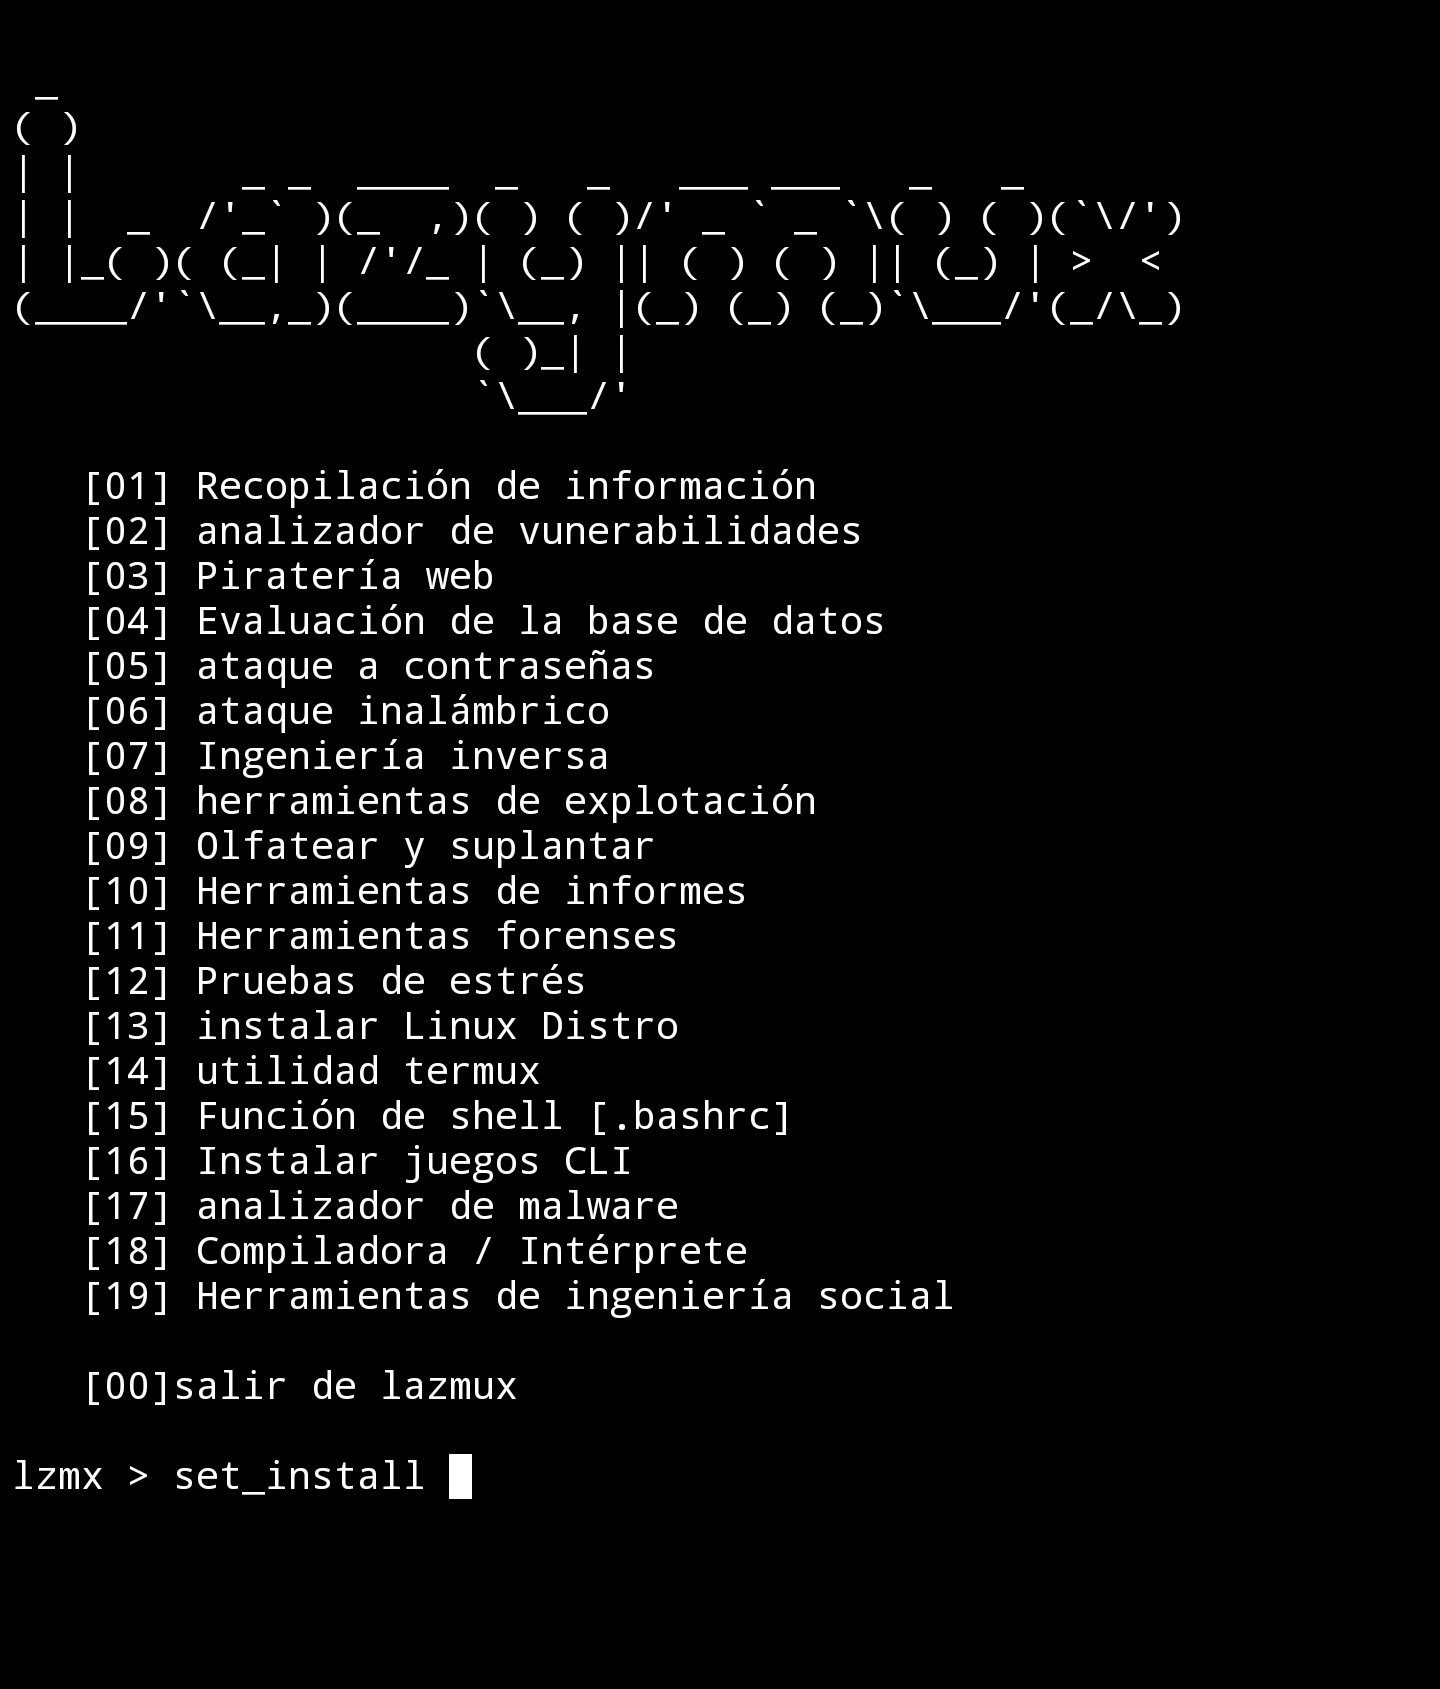 Lazymux
[01] Recopilación de información
[02] analizador de vunerabilidades
[03] Piratería web
[04] Evaluación de la base de datos
[05] ataque a contraseñas
[06] ataque inalámbrico
[07] Ingeniería inversa
[08] herramientas de explotación
[09] Olfatear y suplantar
[10] Herramientas de informes
[11] Herramientas forenses
[12] Pruebas de estrés
[13] instalar Linux Distro
[14] utilidad termux
[15] Función de shell [.bashrc]
[16] Instalar juegos CLI
[17] analizador de malware
[18] Compiladora / Intérprete
[19] Herramientas de ingeniería social
[00]salir de lazmux
lzmx > set_install